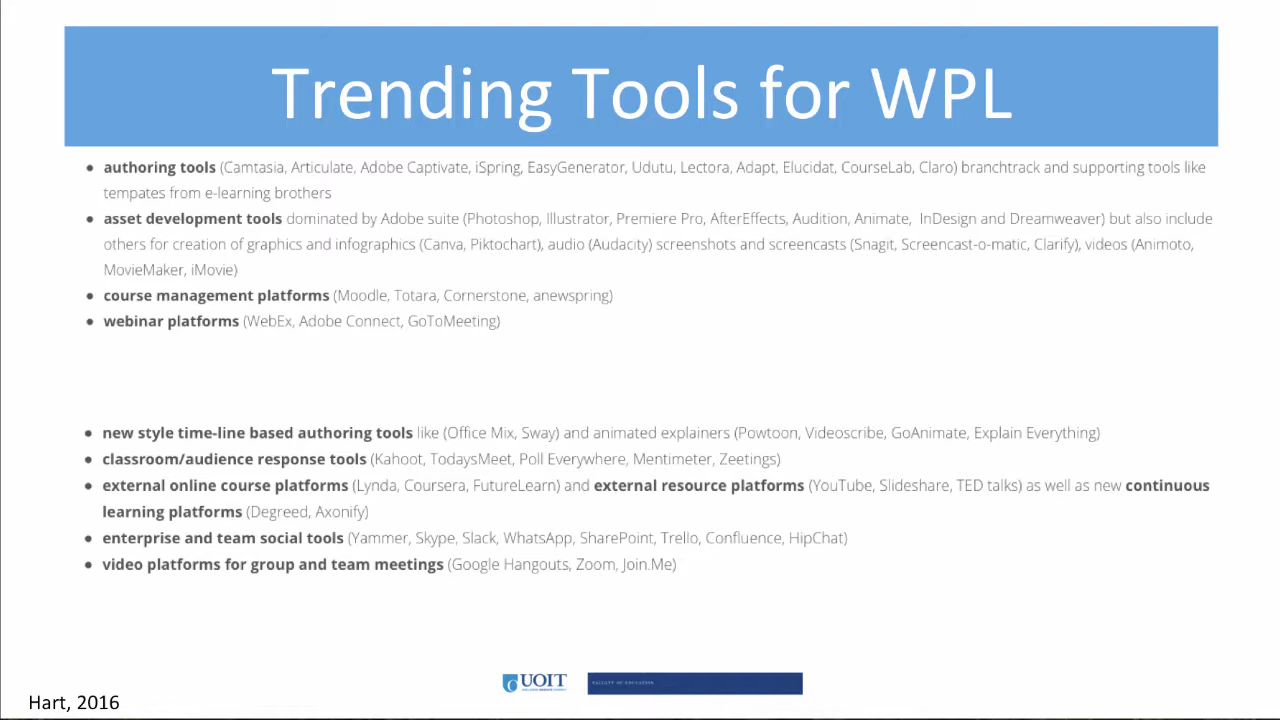 Trending Tools for WPL
• authoring tools (Camtasia, Articulate, Adobe Captivate, iSpring, EasyGenerator, Udutu, Lectora, Adapt, Elucidat, CourseLab, Claro) branchtrack and supporting tools like
tempates from e-learning brothers
• asset development tools dominated by Adobe suite (Photoshop, Illustrator, Premiere Pro, AfterEffects, Audition, Animate, InDesign and Dreamweaver) but also include
others for creation of graphics and infographics (Canva, Piktochart), audio (Audacity) screenshots and screencasts (Snagit, Screencast-o-matic, Clarify), videos (Animoto,
MovieMaker, iMovie)
• course management platforms (Moodle, Totara, Cornerstone, anewspring)
• webinar platforms (WebEx, Adobe Connect, GoToMeeting)
• new style time-line based authoring tools like (Office Mix, Sway) and animated explainers (Powtoon, Videoscribe, GoAnimate, Explain Everything)
• classroom/audience response tools (Kahoot, TodaysMeet, Poll Everywhere, Mentimeter, Zeetings)
• external online course platforms (Lynda, Coursera, FutureLearn) and external resource platforms (YouTube, Slideshare, TED talks) as well as new continuous
learning platforms (Degreed, Axonify)
• enterprise and team social tools (Yammer, Skype, Slack, WhatsApp, SharePoint, Trello, Confluence, HipChat)
• video platforms for group and team meetings (Google Hangouts, Zoom, Join.Me)
UOIT
FACULTY OF EDUCATION
Hart, 2016